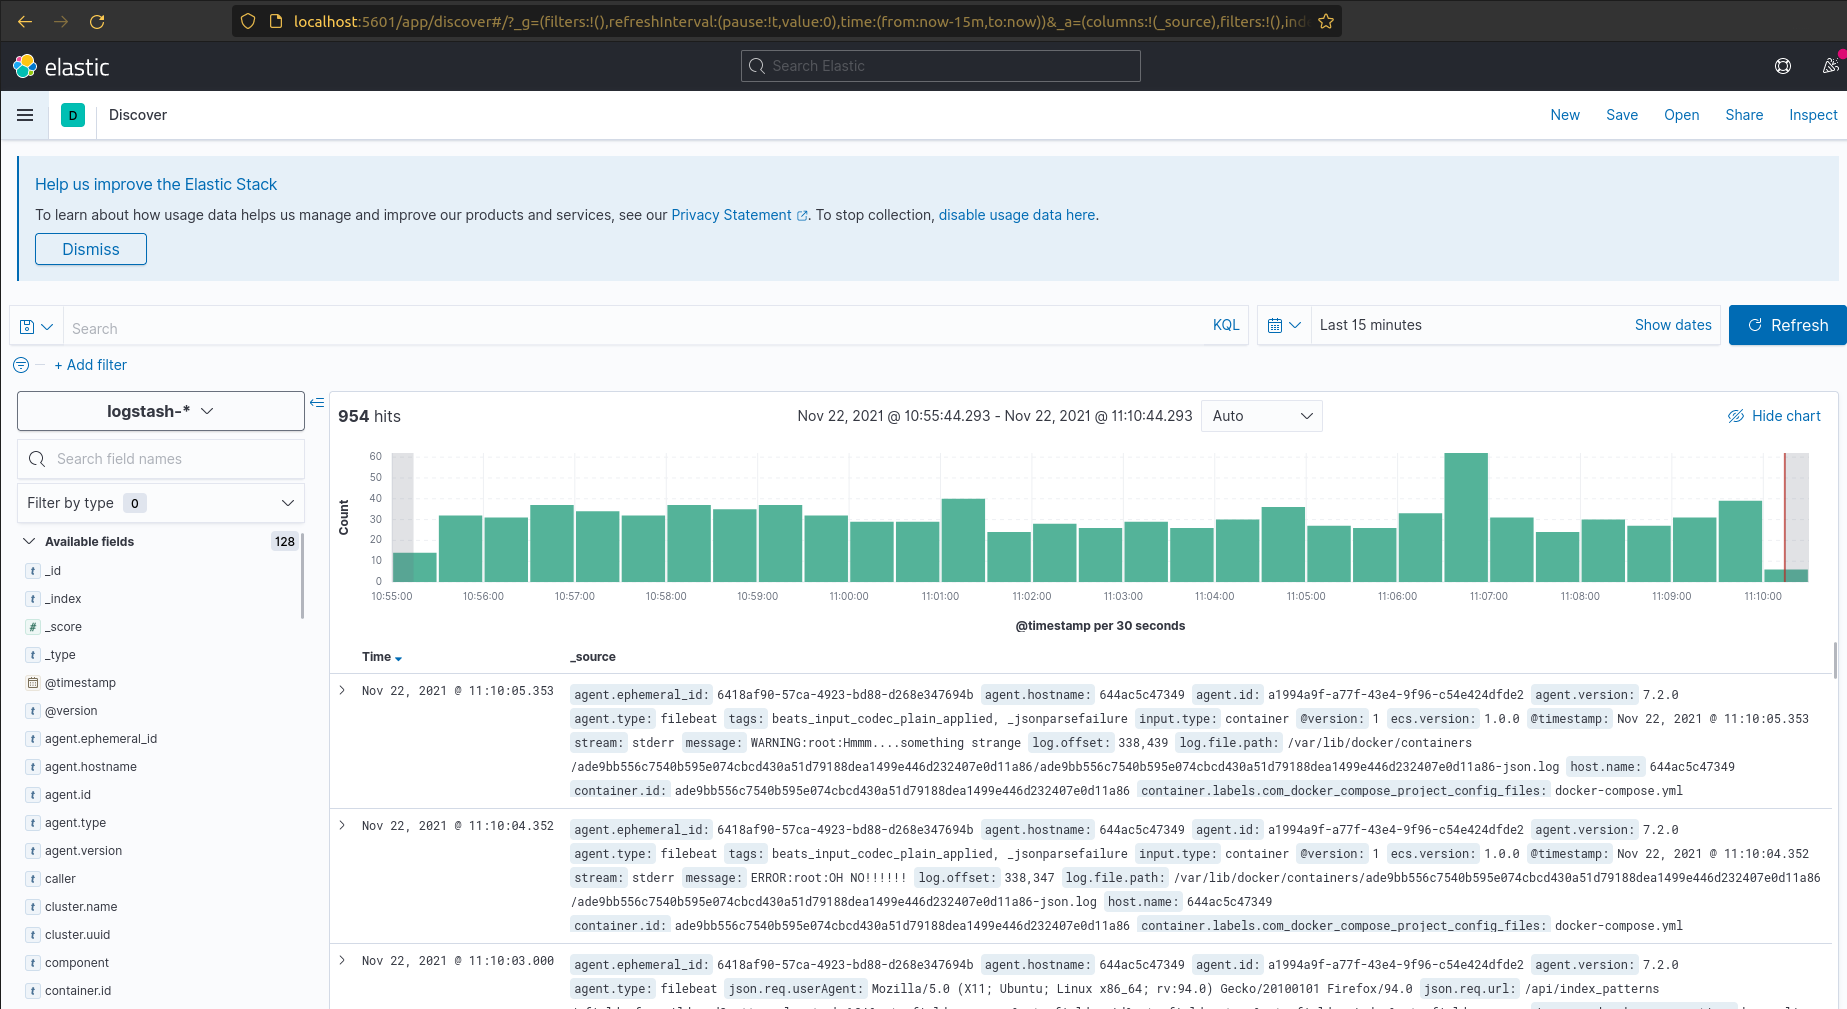 localhost:5601/app/discover#/?_g=(filters:!(),refreshInterval:(pause:!t,value:0),time:(from:now-15m,to:now))&_a=(columns:!(_source),filters:!(),ind
elastic
Search Elastic
D Discover New Save Open Share Inspect
Help us improve the Elastic Stack
To learn about how usage data helps us manage and improve our products and services, see our Privacy Statement. To stop collection, disable usage data here.
Dismiss
Search KQL Last 15 minutes Show dates Refresh
+ Add filter
logstash-*
Search field names
Filter by type 0
Available fields 128
t _id
t _index
# _score
t _type
@timestamp
t @version
t agent.ephemeral_id
t agent.hostname
t agent.id
t agent.type
t agent.version
t caller
t cluster.name
t cluster.uuid
t component
t container.id
954 hits Nov 22, 2021 @ 10:55:44.293 - Nov 22, 2021 @ 11:10:44.293 Auto Hide chart
Count
60
50
40
30
20
10
0
10:55:00 10:56:00 10:57:00 10:58:00 10:59:00 11:00:00 11:01:00 11:02:00 11:03:00 11:04:00 11:05:00 11:06:00 11:07:00 11:08:00 11:09:00 11:10:00
@timestamp per 30 seconds
Time _source
Nov 22, 2021 @ 11:10:05.353 agent.ephemeral_id: 6418af90-57ca-4923-bd88-d268e347694b agent.hostname: 644ac5c47349 agent.id: a1994a9f-a77f-43e4-9f96-c54e424dfde2 agent.version: 7.2.0
agent.type: filebeat tags: beats_input_codec_plain_applied, _jsonparsefailure input.type: container @version: 1 ecs.version: 1.0.0 @timestamp: Nov 22, 2021 @ 11:10:05.353
stream: stderr message: WARNING:root:Hmmm....something strange log.offset: 338,439 log.file.path: /var/lib/docker/containers
/ade9bb556c7540b595e074cbcd430a51d79188dea1499e446d232407e0d11a86/ade9bb556c7540b595e074cbcd430a51d79188dea1499e446d232407e0d11a86-json.log host.name: 644ac5c47349
container.id: ade9bb556c7540b595e074cbcd430a51d79188dea1499e446d232407e0d11a86 container.labels.com_docker_compose_project_config_files: docker-compose.yml
Nov 22, 2021 @ 11:10:04.352 agent.ephemeral_id: 6418af90-57ca-4923-bd88-d268e347694b agent.hostname: 644ac5c47349 agent.id: a1994a9f-a77f-43e4-9f96-c54e424dfde2 agent.version: 7.2.0
agent.type: filebeat tags: beats_input_codec_plain_applied, _jsonparsefailure input.type: container @version: 1 ecs.version: 1.0.0 @timestamp: Nov 22, 2021 @ 11:10:04.352
stream: stderr message: ERROR:root:OH NO!!!!!! log.offset: 338,347 log.file.path: /var/lib/docker/containers/ade9bb556c7540b595e074cbcd430a51d79188dea1499e446d232407e0d11a86
/ade9bb556c7540b595e074cbcd430a51d79188dea1499e446d232407e0d11a86-json.log host.name: 644ac5c47349
container.id: ade9bb556c7540b595e074cbcd430a51d79188dea1499e446d232407e0d11a86 container.labels.com_docker_compose_project_config_files: docker-compose.yml
Nov 22, 2021 @ 11:10:03.000 agent.ephemeral_id: 6418af90-57ca-4923-bd88-d268e347694b agent.hostname: 644ac5c47349 agent.id: a1994a9f-a77f-43e4-9f96-c54e424dfde2 agent.version: 7.2.0
agent.type: filebeat json.req.userAgent: Mozilla/5.0 (X11; Ubuntu; Linux x86_64; rv:94.0) Gecko/20100101 Firefox/94.0 json.req.url: /api/index_patterns